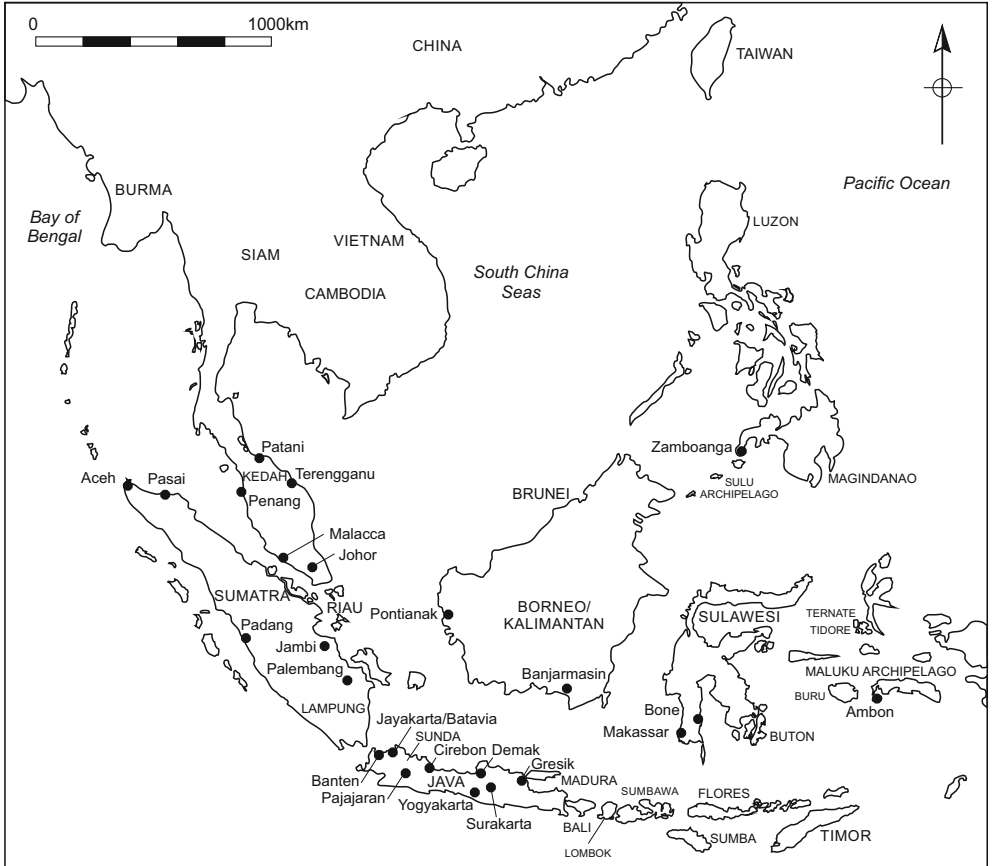 0 1000km
CHINA
TAIWAN
BURMA
Pacific Ocean
Bay of
Bengal
LUZON
VIETNAM
SIAM
South China
Seas
CAMBODIA
Patani
Zamboanga
Aceh
Pasai
KEDAH
Terengganu
Penang
BRUNEI
SULU
ARCHIPELAGO
MAGINDANAO
Malacca
Johor
SUMATRA
RIAU
Pontianak
BORNEO/
KALIMANTAN
SULAWESI
TERNATE
TIDORE
Padang
Jambi
Palembang
MALUKU ARCHIPELAGO
Banjarmasin
BURU
Ambon
LAMPUNG
Bone
Makassar
BUTON
Jayakarta/Batavia
SUNDA
Cirebon Demak
Gresik
Banten
JAVA
MADURA
Pajajaran
Yogyakarta
Surakarta
SUMBAWA
FLORES
BALI
LOMBOK
SUMBA
TIMOR